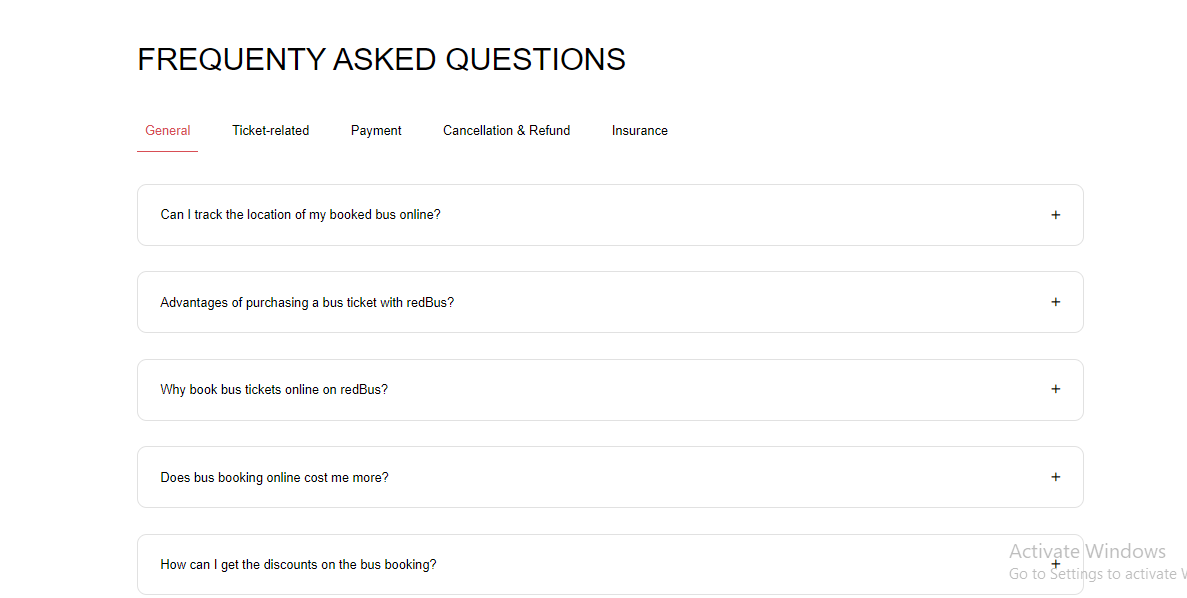 FREQUENTY ASKED QUESTIONS
General Ticket-related Payment Cancellation & Refund Insurance
Can I track the location of my booked bus online? +
Advantages of purchasing a bus ticket with redBus? +
Why book bus tickets online on redBus? +
Does bus booking online cost me more? +
How can I get the discounts on the bus booking? +
Activate Windows
Go to Settings to activate